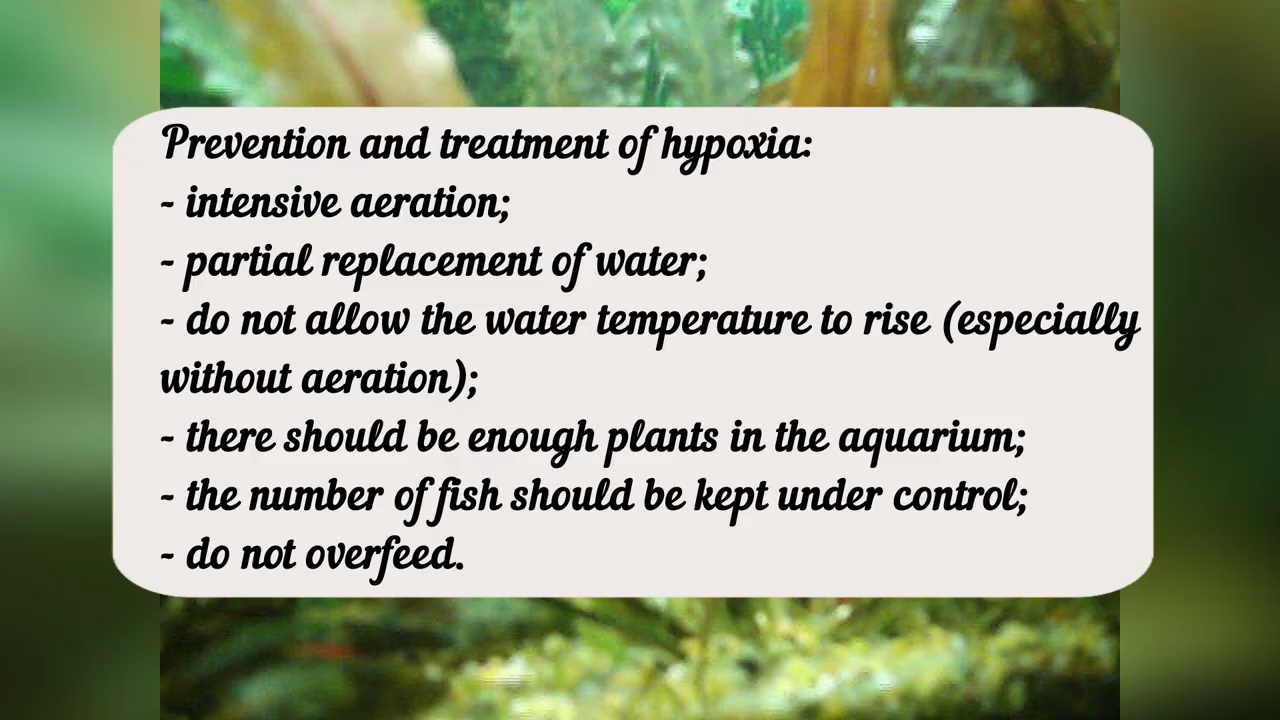 Prevention and treatment of hypoxia:
- intensive aeration;
- partial replacement of water;
- do not allow the water temperature to rise (especially
without aeration);
- there should be enough plants in the aquarium;
- the number of fish should be kept under control;
- do not overfeed.